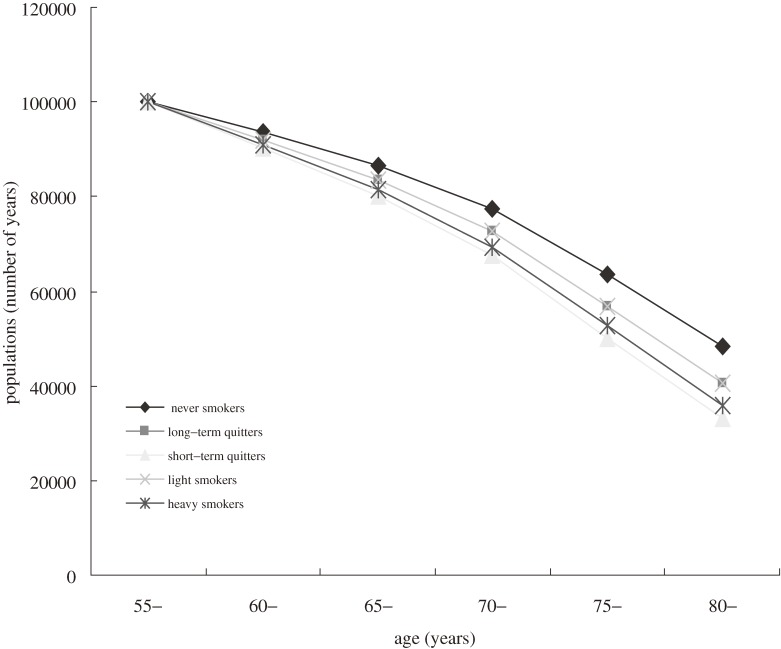 120000
100000
80000
60000
40000
20000
0
populations (number of years)
never smokers
long–term quitters
short–term quitters
light smokers
heavy smokers
55– 60– 65– 70– 75– 80–
age (years)